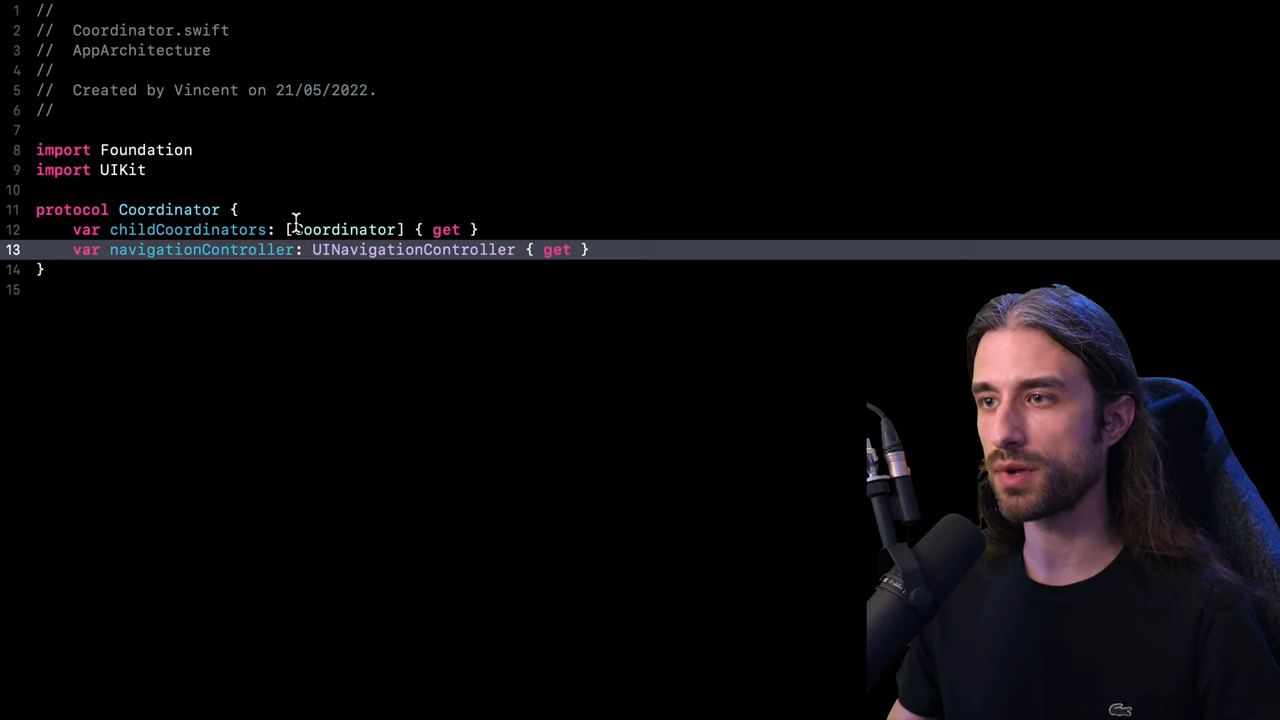 1 //
2 //  Coordinator.swift
3 //  AppArchitecture
4 //
5 //  Created by Vincent on 21/05/2022.
6 //
7
8 import Foundation
9 import UIKit
10
11 protocol Coordinator {
12     var childCoordinators: [Coordinator] { get }
13     var navigationController: UINavigationController { get }
14 }
15